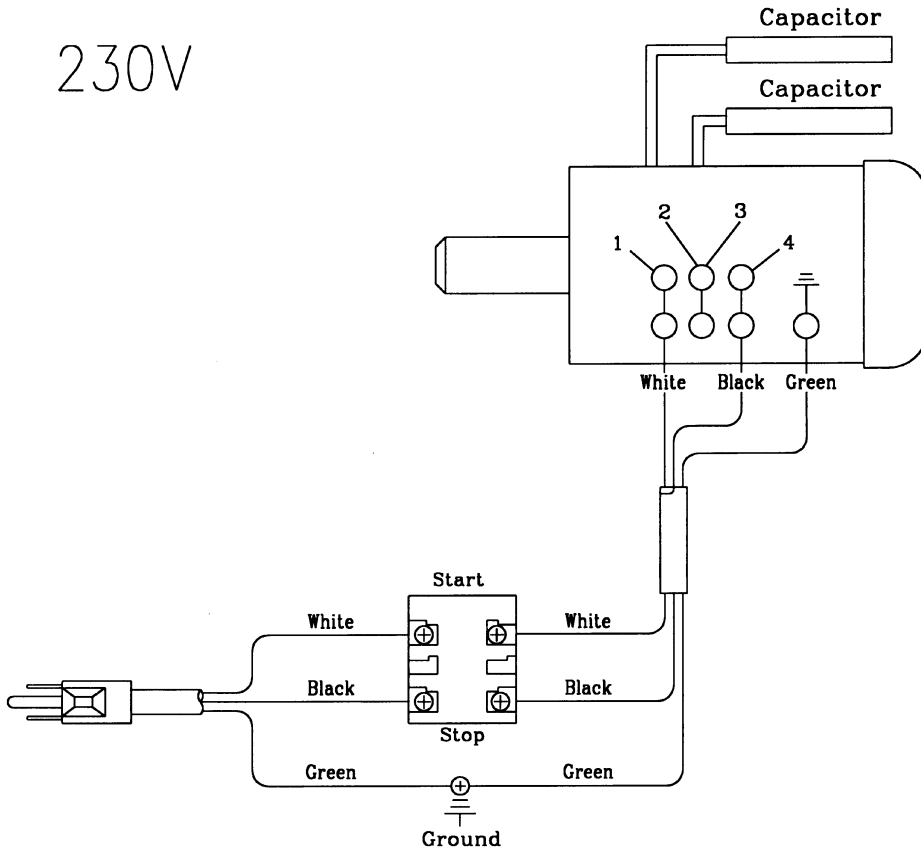 230V
Capacitor
Capacitor
1
2
3
4
White
Black
Green
Start
White
White
Black
Black
Stop
Green
Green
Ground